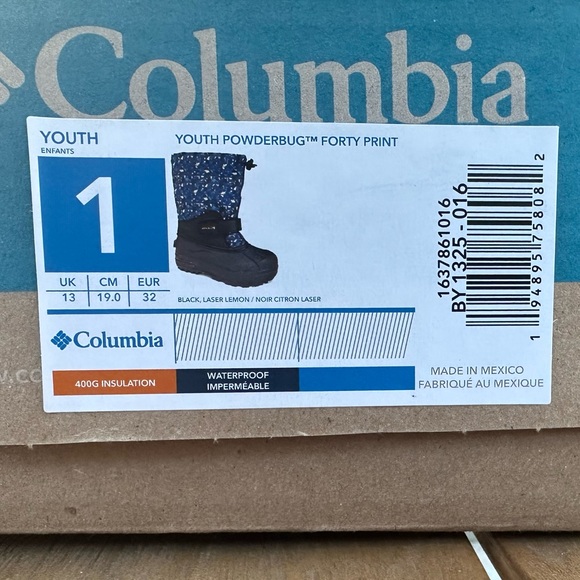 Columbia
YOUTH
ENFANTS
YOUTH POWDERBUG™ FORTY PRINT
1
UK CM EUR
13 19.0 32
BLACK, LASER LEMON / NOIR CITRON LASER
Columbia
400G INSULATION
WATERPROOF
IMPERMÉABLE
1637861016
BY1325-016
1 94895 17580 8 2
MADE IN MEXICO
FABRIQUÉ AU MEXIQUE